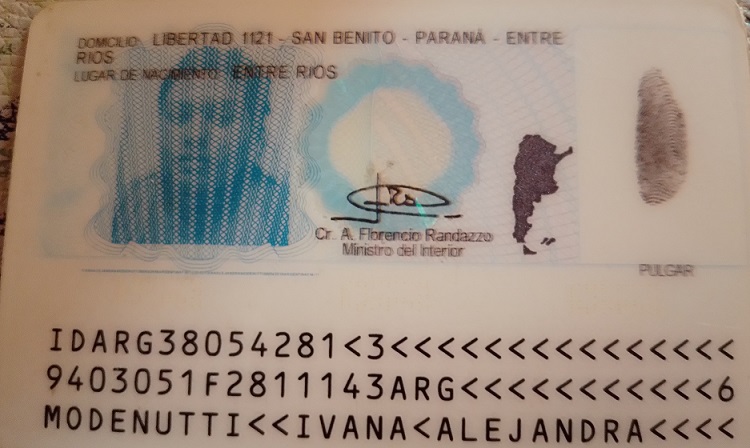 DOMICILIO: LIBERTAD 1121 - SAN BENITO - PARANÁ - ENTRE
RIOS
LUGAR DE NACIMIENTO: ENTRE RIOS
Cr. A. Florencio Randazzo
Ministro del Interior
PULGAR
IDARG38054281<3<<<<<<<<<<<<<<<
9403051F2811143ARG<<<<<<<<<<<6
MODENUTTI<<IVANA<ALEJANDRA<<<<